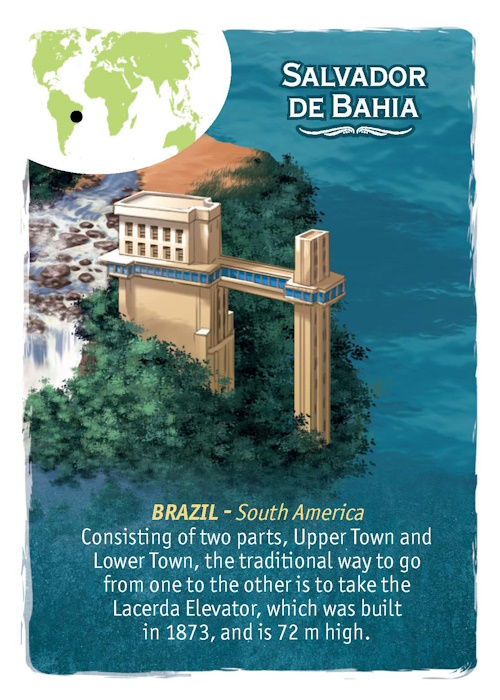 SALVADOR
DE BAHIA
BRAZIL - South America
Consisting of two parts, Upper Town and
Lower Town, the traditional way to go
from one to the other is to take the
Lacerda Elevator, which was built
in 1873, and is 72 m high.